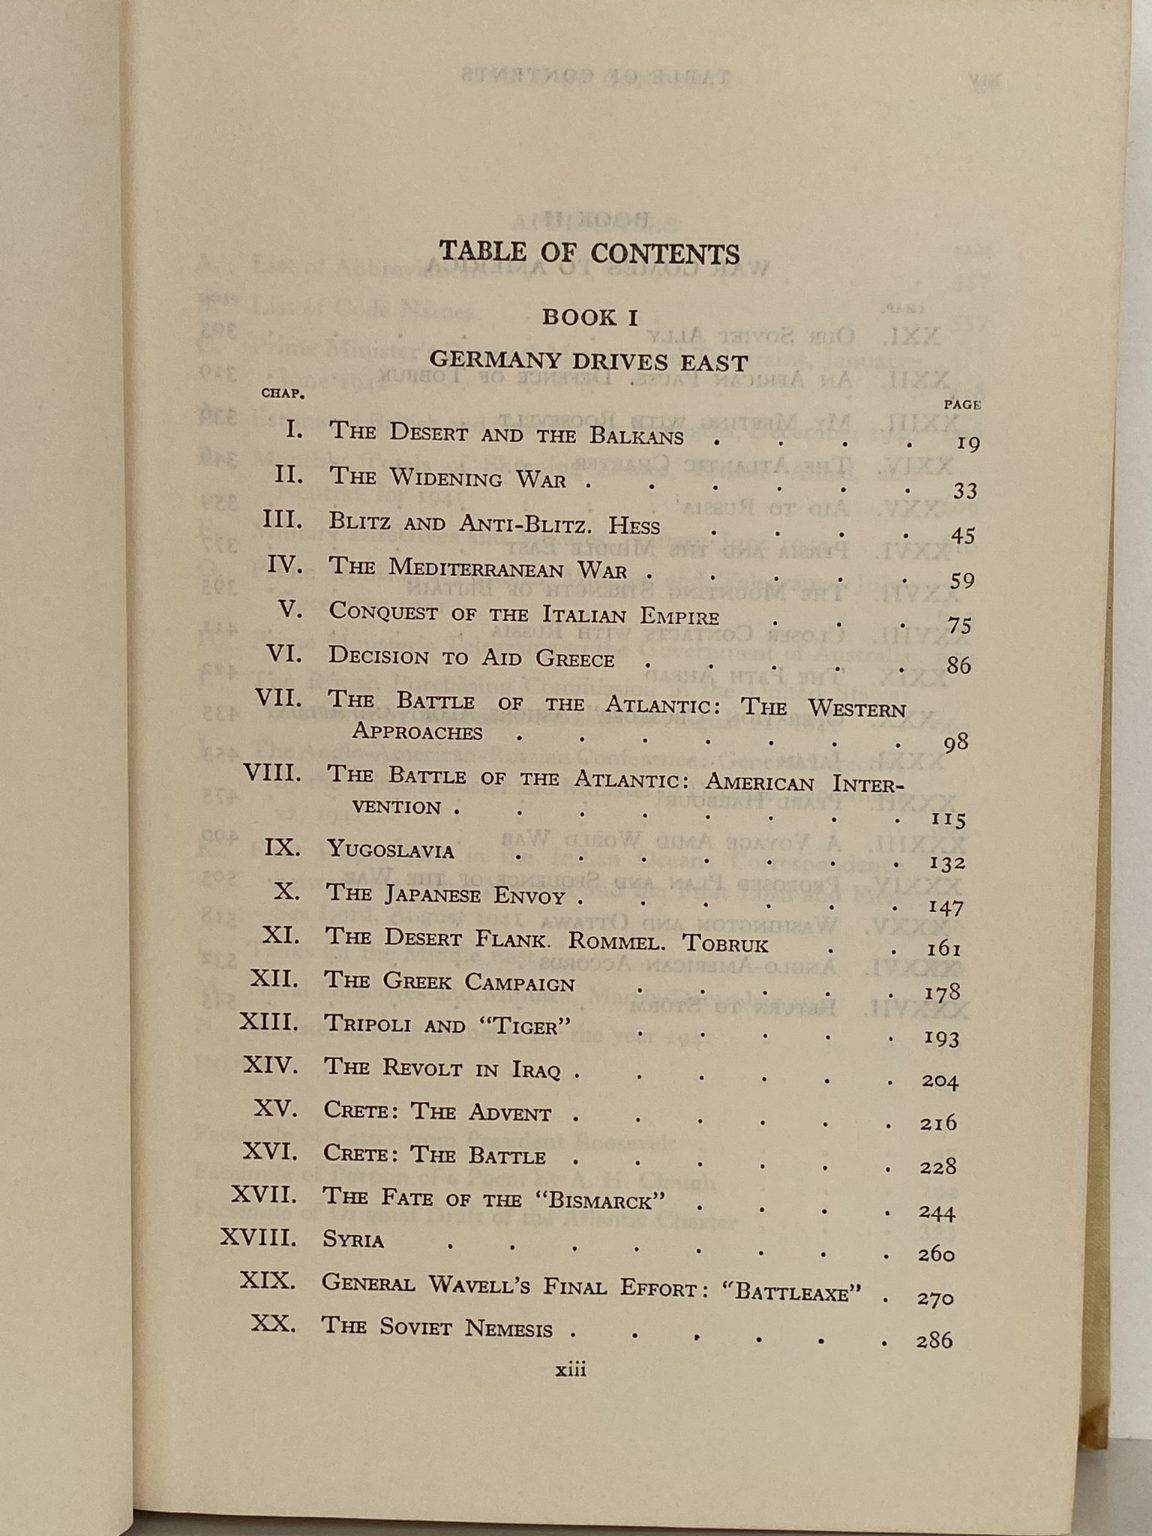 TABLE OF CONTENTS
BOOK I
GERMANY DRIVES EAST
CHAP. PAGE
I. THE DESERT AND THE BALKANS . . . . 19
II. THE WIDENING WAR . . . . . . 33
III. BLITZ AND ANTI-BLITZ. HESS . . . . 45
IV. THE MEDITERRANEAN WAR . . . . . 59
V. CONQUEST OF THE ITALIAN EMPIRE . . . 75
VI. DECISION TO AID GREECE . . . . . 86
VII. THE BATTLE OF THE ATLANTIC: THE WESTERN
APPROACHES . . . . . . . 98
VIII. THE BATTLE OF THE ATLANTIC: AMERICAN INTER-
VENTION . . . . . . . . 115
IX. YUGOSLAVIA . . . . . . . 132
X. THE JAPANESE ENVOY . . . . . . 147
XI. THE DESERT FLANK. ROMMEL. TOBRUK . . 161
XII. THE GREEK CAMPAIGN . . . . . 178
XIII. TRIPOLI AND "TIGER" . . . . . 193
XIV. THE REVOLT IN IRAQ . . . . . . 204
XV. CRETE: THE ADVENT . . . . . . 216
XVI. CRETE: THE BATTLE . . . . . . 228
XVII. THE FATE OF THE "BISMARCK" . . . . 244
XVIII. SYRIA . . . . . . . . 260
XIX. GENERAL WAVELL'S FINAL EFFORT: "BATTLEAXE" . 270
XX. THE SOVIET NEMESIS . . . . . . 286
xiii